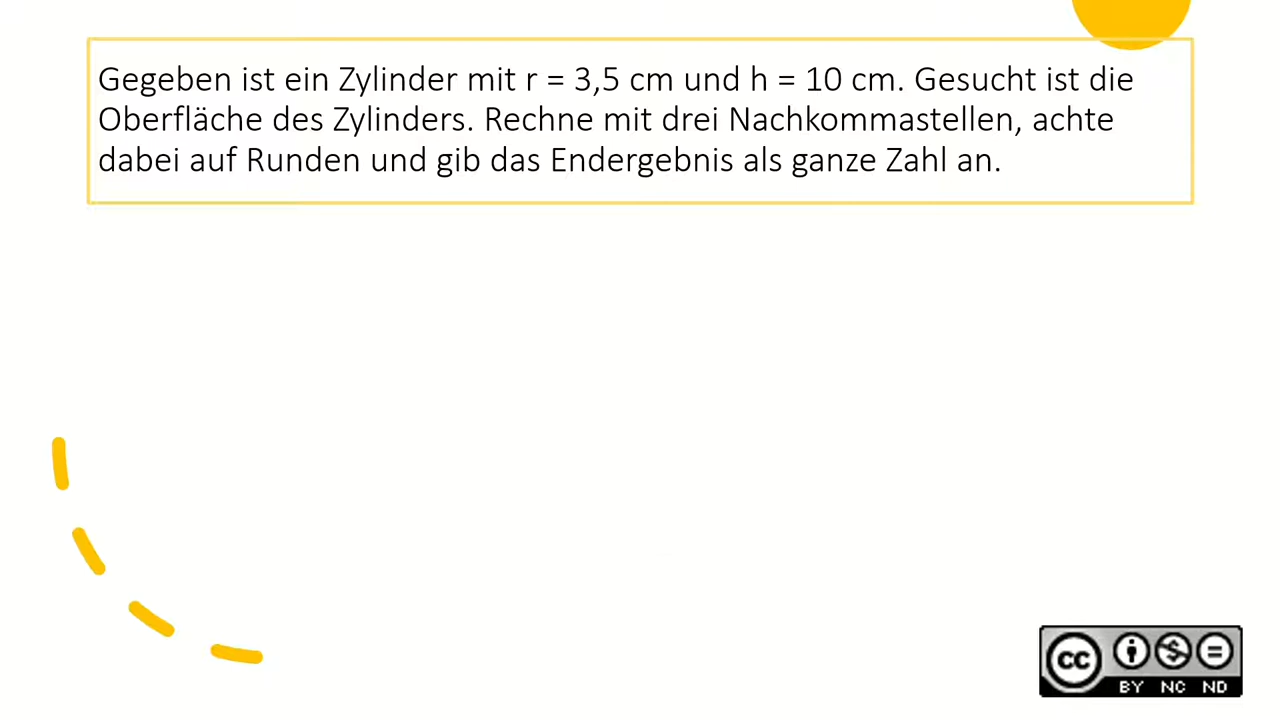 Gegeben ist ein Zylinder mit r = 3,5 cm und h = 10 cm. Gesucht ist die
Oberfläche des Zylinders. Rechne mit drei Nachkommastellen, achte
dabei auf Runden und gib das Endergebnis als ganze Zahl an.
cc
BY NC ND